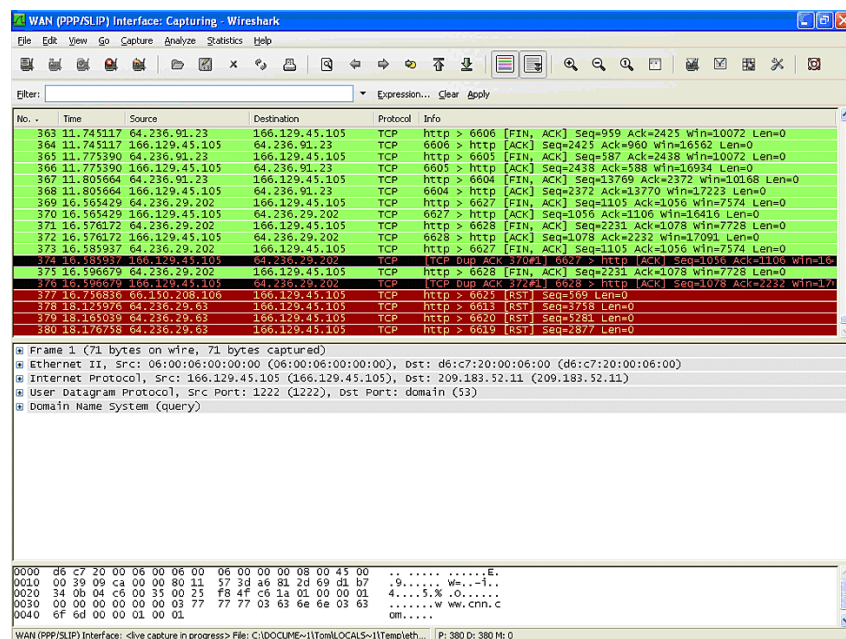 WAN (PPP/SLIP) Interface: Capturing - Wireshark
File Edit View Go Capture Analyze Statistics Help
Filter: Expression... Clear Apply
No. Time Source Destination Protocol Info
363 11.745117 64.236.91.23 166.129.45.105 TCP http > 6606 [FIN, ACK] Seq=959 Ack=2425 Win=10072 Len=0
364 11.745117 166.129.45.105 64.236.91.23 TCP 6606 > http [ACK] Seq=2425 Ack=960 Win=16562 Len=0
365 11.775390 64.236.91.23 166.129.45.105 TCP http > 6605 [FIN, ACK] Seq=587 Ack=2438 Win=10072 Len=0
366 11.775390 166.129.45.105 64.236.91.23 TCP 6605 > http [ACK] Seq=2438 Ack=588 Win=16934 Len=0
367 11.805664 64.236.91.23 166.129.45.105 TCP http > 6604 [FIN, ACK] Seq=13769 Ack=2372 Win=10168 Len=0
368 11.805664 166.129.45.105 64.236.91.23 TCP 6604 > http [ACK] Seq=2372 Ack=13770 Win=17223 Len=0
369 16.565429 64.236.29.202 166.129.45.105 TCP http > 6627 [FIN, ACK] Seq=1105 Ack=1056 Win=7574 Len=0
370 16.565429 166.129.45.105 64.236.29.202 TCP 6627 > http [ACK] Seq=1056 Ack=1106 Win=16416 Len=0
371 16.576172 64.236.29.202 166.129.45.105 TCP http > 6628 [FIN, ACK] Seq=2231 Ack=1078 Win=7728 Len=0
372 16.576172 166.129.45.105 64.236.29.202 TCP 6628 > http [ACK] Seq=1078 Ack=2232 Win=17091 Len=0
373 16.585937 64.236.29.202 166.129.45.105 TCP http > 6627 [FIN, ACK] Seq=1105 Ack=1056 Win=7574 Len=0
374 16.585937 166.129.45.105 64.236.29.202 TCP [TCP Dup ACK 370#1] 6627 > http [ACK] Seq=1056 Ack=1106 Win=16
375 16.596679 64.236.29.202 166.129.45.105 TCP http > 6628 [FIN, ACK] Seq=2231 Ack=1078 Win=7728 Len=0
376 16.596679 166.129.45.105 64.236.29.202 TCP [TCP Dup ACK 372#1] 6628 > http [ACK] Seq=1078 Ack=2232 Win=17
377 16.756836 66.150.208.106 166.129.45.105 TCP http > 6625 [RST] Seq=569 Len=0
378 18.125976 64.236.29.63 166.129.45.105 TCP http > 6613 [RST] Seq=3758 Len=0
379 18.165039 64.236.29.63 166.129.45.105 TCP http > 6620 [RST] Seq=5281 Len=0
380 18.176758 64.236.29.63 166.129.45.105 TCP http > 6619 [RST] Seq=2877 Len=0
Frame 1 (71 bytes on wire, 71 bytes captured)
Ethernet II, Src: 06:00:06:00:00:00 (06:00:06:00:00:00), Dst: d6:c7:20:00:06:00 (d6:c7:20:00:06:00)
Internet Protocol, Src: 166.129.45.105 (166.129.45.105), Dst: 209.183.52.11 (209.183.52.11)
User Datagram Protocol, Src Port: 1222 (1222), Dst Port: domain (53)
Domain Name System (query)
0000 d6 c7 20 00 06 00 06 00 06 00 00 00 08 00 45 00 .. ..... ......E.
0010 00 39 09 ca 00 00 80 11 57 3d a6 81 2d 69 d1 b7 .9...... W=..-i..
0020 34 0b 04 c6 00 35 00 25 f8 4f c6 1a 01 00 00 01 4....5.% .O......
0030 00 00 00 00 00 00 03 77 77 77 03 63 6e 6e 03 63 .......w ww.cnn.c
0040 6f 6d 00 00 01 00 01 om.....
WAN (PPP/SLIP) Interface: <live capture in progress> File: C:\DOCUME~1\Tom\LOCALS~1\Temp\eth... P: 380 D: 380 M: 0